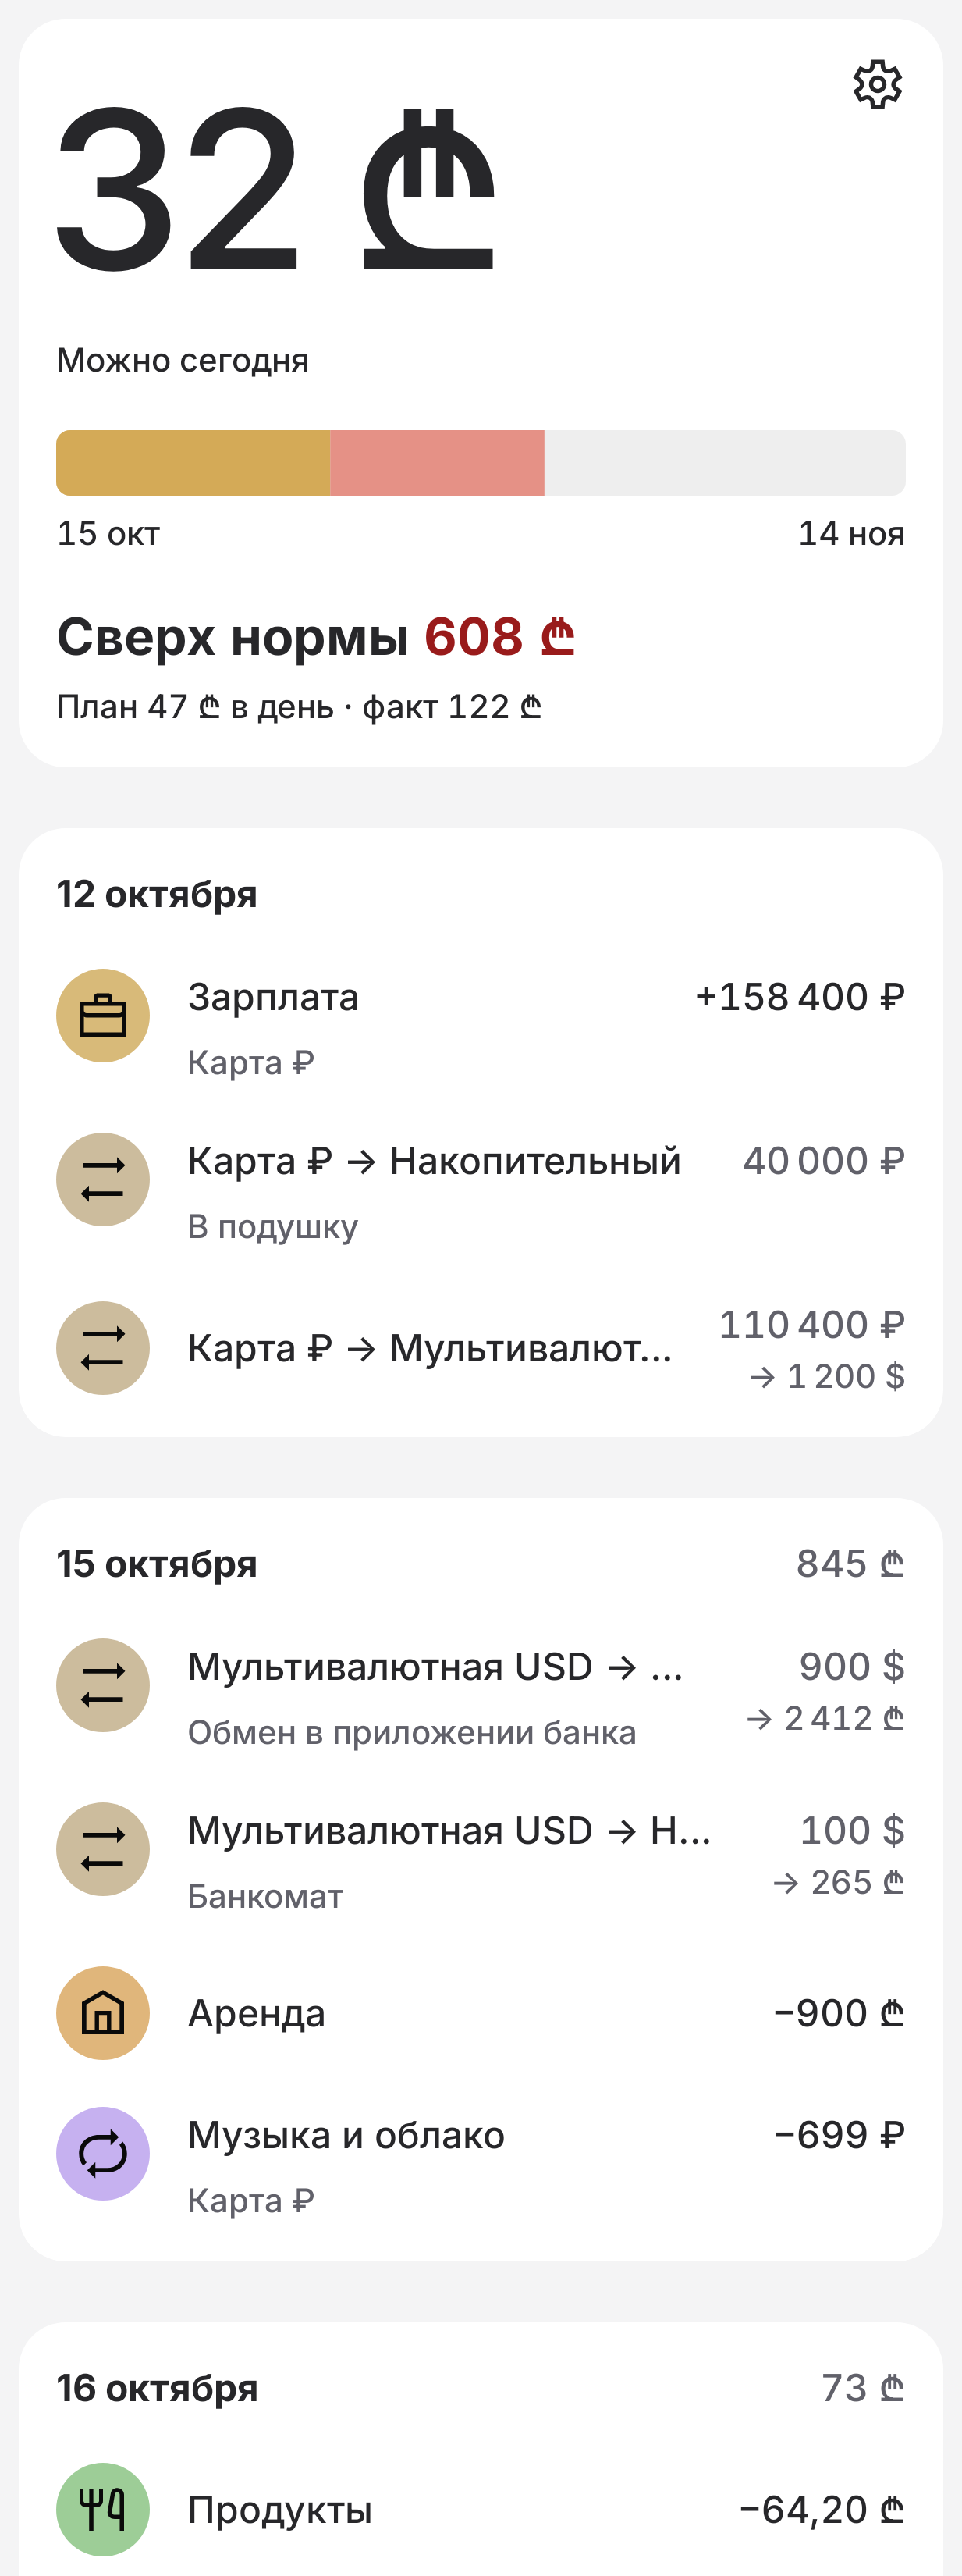 32 ₾
Можно сегодня
15 окт
14 ноя
Сверх нормы 608 ₾
План 47 ₾ в день · факт 122 ₾
12 октября
Зарплата
+158 400 ₽
Карта ₽
Карта ₽ → Накопительный
40 000 ₽
В подушку
Карта ₽ → Мультивалют...
110 400 ₽
→ 1 200 $
15 октября
845 ₾
Мультивалютная USD → ...
900 $
→ 2 412 ₾
Обмен в приложении банка
Мультивалютная USD → Н...
100 $
→ 265 ₾
Банкомат
Аренда
−900 ₾
Музыка и облако
−699 ₽
Карта ₽
16 октября
73 ₾
Продукты
−64,20 ₾